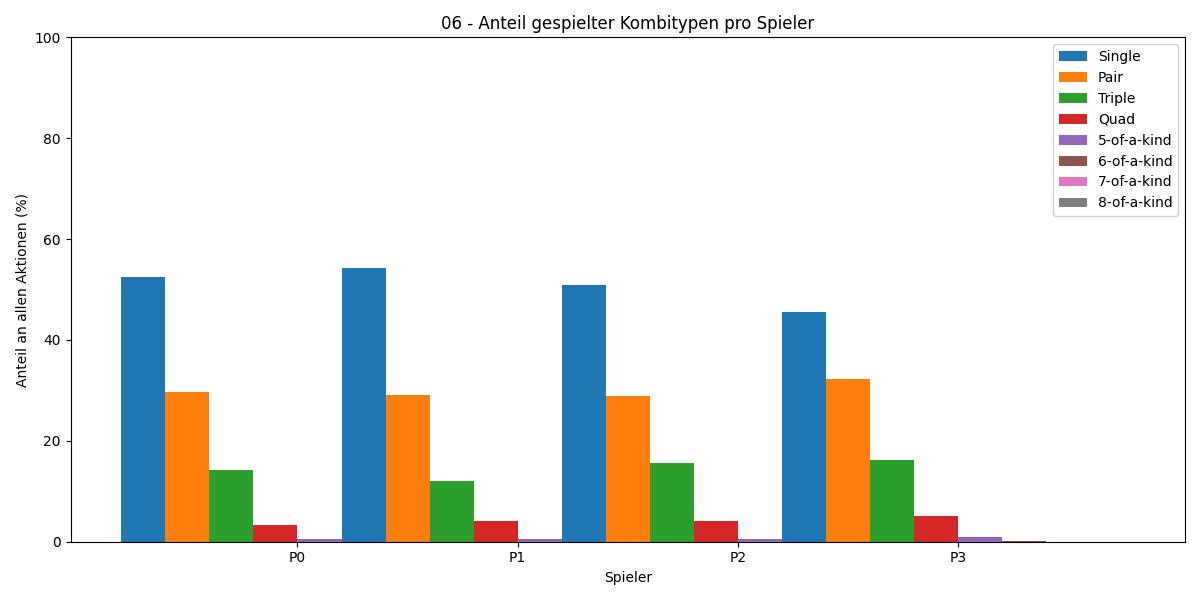 06 - Anteil gespielter Kombitypen pro Spieler
100
80
60
40
20
0
Anteil an allen Aktionen (%)
Single
Pair
Triple
Quad
5-of-a-kind
6-of-a-kind
7-of-a-kind
8-of-a-kind
P0 P1 P2 P3
Spieler